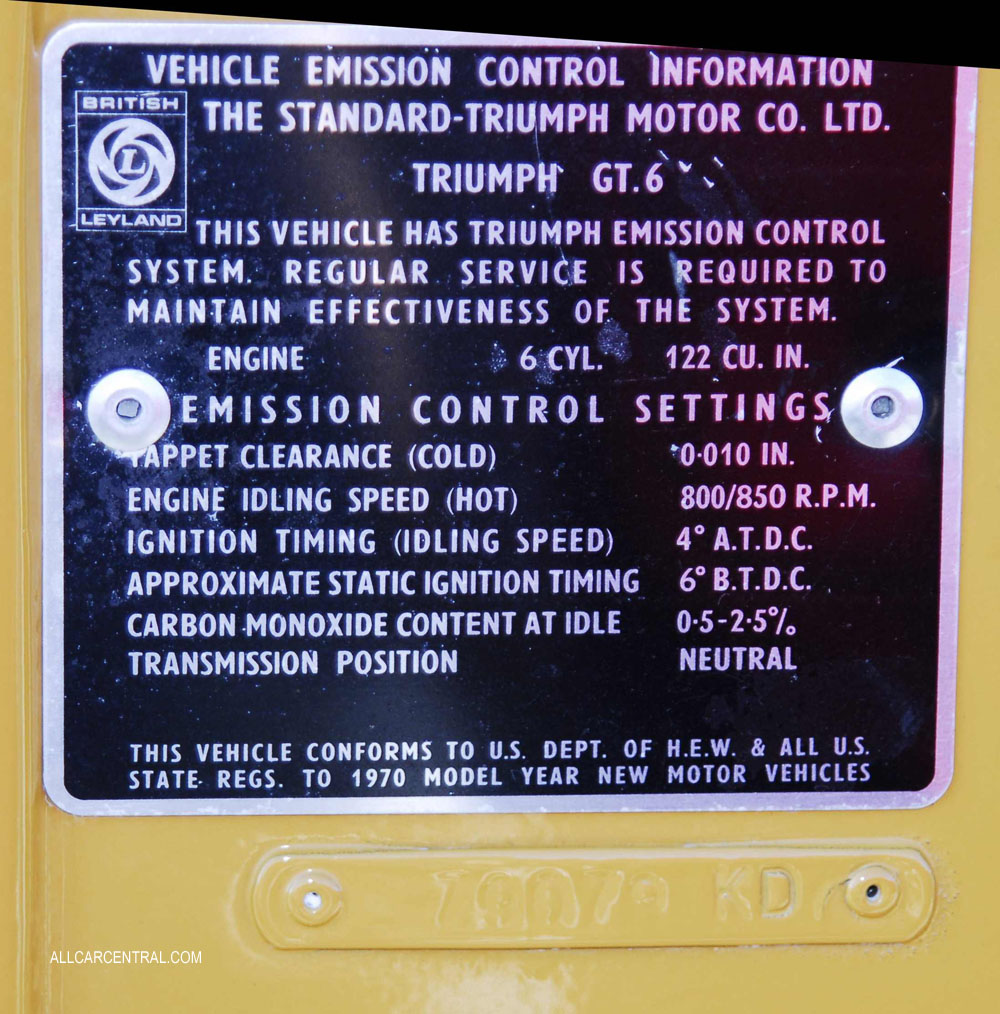 VEHICLE EMISSION CONTROL INFORMATION
BRITISH
L
LEYLAND
THE STANDARD-TRIUMPH MOTOR CO. LTD.
TRIUMPH GT.6
THIS VEHICLE HAS TRIUMPH EMISSION CONTROL
SYSTEM. REGULAR SERVICE IS REQUIRED TO
MAINTAIN EFFECTIVENESS OF THE SYSTEM.
ENGINE 6 CYL. 122 CU. IN.
EMISSION CONTROL SETTINGS
TAPPET CLEARANCE (COLD) 0·010 IN.
ENGINE IDLING SPEED (HOT) 800/850 R.P.M.
IGNITION TIMING (IDLING SPEED) 4° A.T.D.C.
APPROXIMATE STATIC IGNITION TIMING 6° B.T.D.C.
CARBON MONOXIDE CONTENT AT IDLE 0·5-2·5%
TRANSMISSION POSITION NEUTRAL
THIS VEHICLE CONFORMS TO U.S. DEPT. OF H.E.W. & ALL U.S.
STATE REGS. TO 1970 MODEL YEAR NEW MOTOR VEHICLES
KD
ALLCARCENTRAL.COM